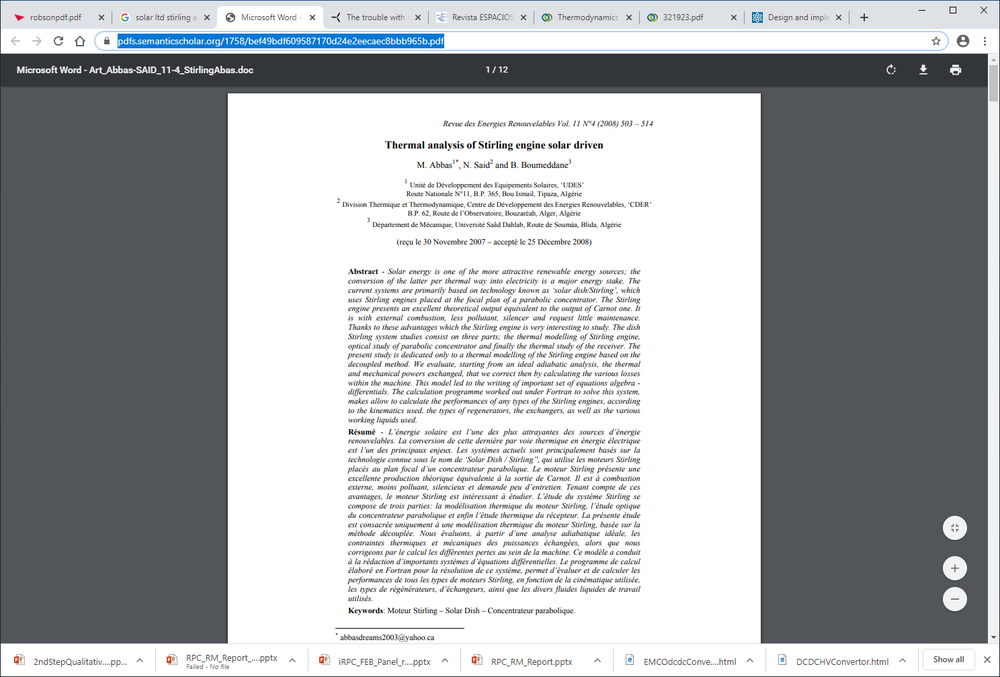 robsonpdf.pdf
solar ltd stirling a
Microsoft Word -
The trouble with
Revista ESPACIOS
Thermodynamics
321923.pdf
Design and imple
pdfs.semanticscholar.org/1758/bef49bdf609587170d24e2eecaec8bbb965b.pdf
Microsoft Word - Art_Abbas-SAID_11-4_StirlingAbas.doc
1 / 12
Revue des Energies Renouvelables Vol. 11 N°4 (2008) 503 – 514
Thermal analysis of Stirling engine solar driven
M. Abbas1*, N. Said2 and B. Boumeddane3
1 Unité de Développement des Equipements Solaires, ‘UDES’
Route Nationale N°11, B.P. 365, Bou Ismail, Tipaza, Algérie
2 Division Thermique et Thermodynamique, Centre de Développement des Energies Renouvelables, ‘CDER’
B.P. 62, Route de l’Observatoire, Bouzaréah, Alger, Algérie
3 Département de Mécanique, Université Saâd Dahlab, Route de Soumâa, Blida, Algérie
(reçu le 30 Novembre 2007 – accepté le 25 Décembre 2008)
Abstract - Solar energy is one of the more attractive renewable energy sources; the
conversion of the latter per thermal way into electricity is a major energy stake. The
current systems are primarily based on technology known as ‘solar dish/Stirling’, which
uses Stirling engines placed at the focal plan of a parabolic concentrator. The Stirling
engine presents an excellent theoretical output equivalent to the output of Carnot one. It
is with external combustion, less pollutant, silencer and request little maintenance.
Thanks to these advantages which the Stirling engine is very interesting to study. The dish
Stirling system studies consist on three parts; the thermal modelling of Stirling engine,
optical study of parabolic concentrator and finally the thermal study of the receiver. The
present study is dedicated only to a thermal modelling of the Stirling engine based on the
decoupled method. We evaluate, starting from an ideal adiabatic analysis, the thermal
and mechanical powers exchanged, that we correct then by calculating the various losses
within the machine. This model led to the writing of important set of equations algebra -
differentials. The calculation programme worked out under Fortran to solve this system,
makes allow to calculate the performances of any types of the Stirling engines, according
to the kinematics used, the types of regenerators, the exchangers, as well as the various
working liquids used.
Résumé - L’énergie solaire est l’une des plus attrayantes des sources d’énergie
renouvelables. La conversion de cette dernière par voie thermique en énergie électrique
est l’un des principaux enjeux. Les systèmes actuels sont principalement basés sur la
technologie connue sous le nom de ‘Solar Dish / Stirling’’, qui utilise les moteurs Stirling
placés au plan focal d’un concentrateur parabolique. Le moteur Stirling présente une
excellente production théorique équivalente à la sortie de Carnot. Il est à combustion
externe, moins polluant, silencieux et demande peu d’entretien. Tenant compte de ces
avantages, le moteur Stirling est intéressant à étudier. L’étude du système Stirling se
compose de trois parties: la modélisation thermique du moteur Stirling, l’étude optique
du concentrateur parabolique et enfin l’étude thermique du récepteur. La présente étude
est consacrée uniquement à une modélisation thermique du moteur Stirling, basée sur la
méthode découplée. Nous évaluons, à partir d’une analyse adiabatique idéale, les
contraintes thermiques et mécaniques des puissances échangées, alors que nous
corrigeons par le calcul les différentes pertes au sein de la machine. Ce modèle a conduit
à la rédaction d’importants systèmes d’équations différentielles. Le programme de calcul
élaboré en Fortran pour la résolution de ce système, permet d’évaluer et de calculer les
performances de tous les types de moteurs Stirling, en fonction de la cinématique utilisée,
les types de régénérateurs, d’échangeurs, ainsi que les divers fluides liquides de travail
utilisés.
Keywords: Moteur Stirling – Solar Dish – Concentrateur parabolique.
* abbasdreams2003@yahoo.ca
2ndStepQualitativ....pp...
RPC_RM_Report_....pptx
Failed - No file
iRPC_FEB_Panel_r....pptx
RPC_RM_Report.pptx
EMCOdcdcConve....html
DCDCHVConvertor.html
Show all